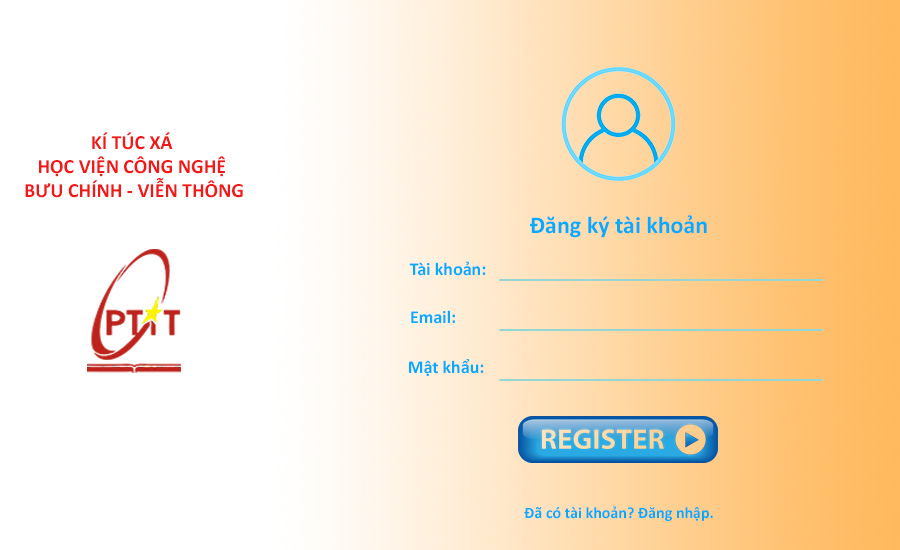 KÍ TÚC XÁ
HỌC VIỆN CÔNG NGHỆ
BƯU CHÍNH - VIỄN THÔNG
PTIT
Đăng ký tài khoản
Tài khoản:
Email:
Mật khẩu:
REGISTER
Đã có tài khoản? Đăng nhập.